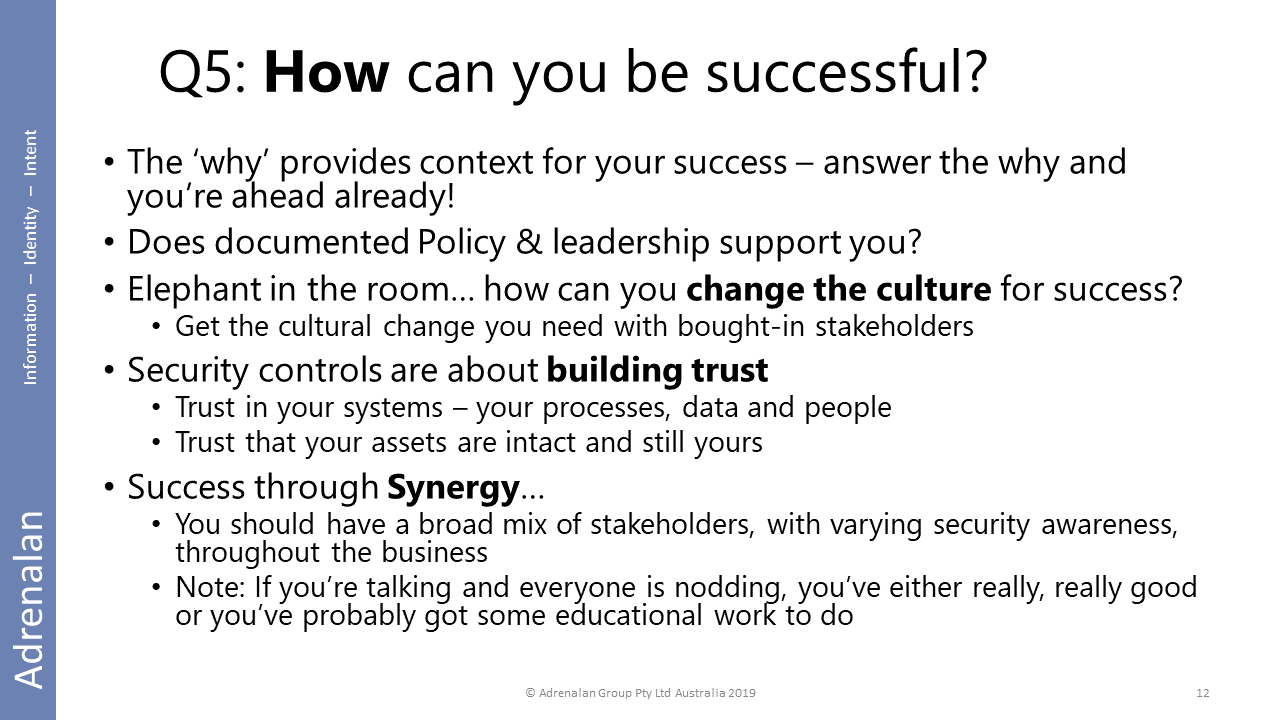 Q5: How can you be successful?
• The ‘why’ provides context for your success – answer the why and
you’re ahead already!
• Does documented Policy & leadership support you?
• Elephant in the room… how can you change the culture for success?
• Get the cultural change you need with bought-in stakeholders
• Security controls are about building trust
• Trust in your systems – your processes, data and people
• Trust that your assets are intact and still yours
• Success through Synergy…
• You should have a broad mix of stakeholders, with varying security awareness,
throughout the business
• Note: If you’re talking and everyone is nodding, you’ve either really, really good
or you’ve probably got some educational work to do
Information – Identity – Intent
Adrenalan
© Adrenalan Group Pty Ltd Australia 2019
12